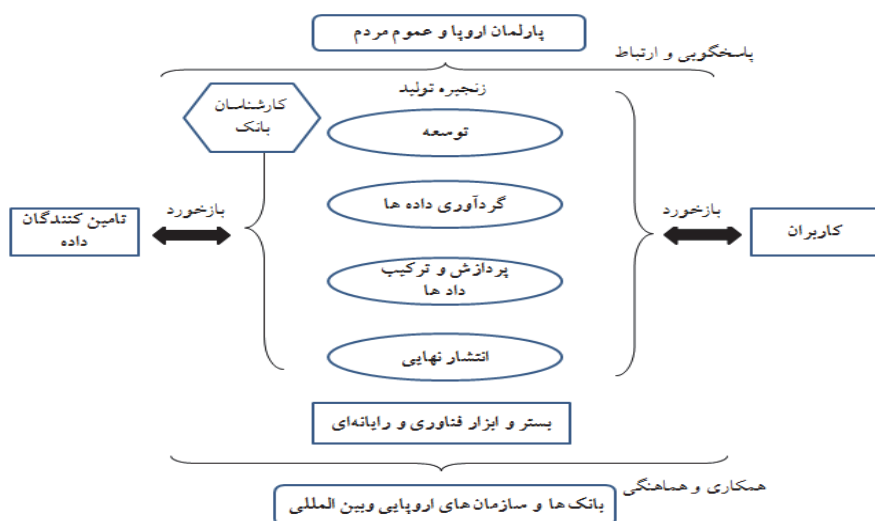 پارلمان اروپا و عموم مردم
پاسخگویی و ارتباط
زنجیره تولید
کارشناسان
بانک
توسعه
گردآوری داده ها
بازخورد
بازخورد
تامین کنندگان
داده
کاربران
پردازش و ترکیب
داد ها
انتشار نهایی
بستر و ابزار فناوری و رایانه‌ای
همکاری و هماهنگی
بانک ها و سازمان های اروپایی وبین المللی